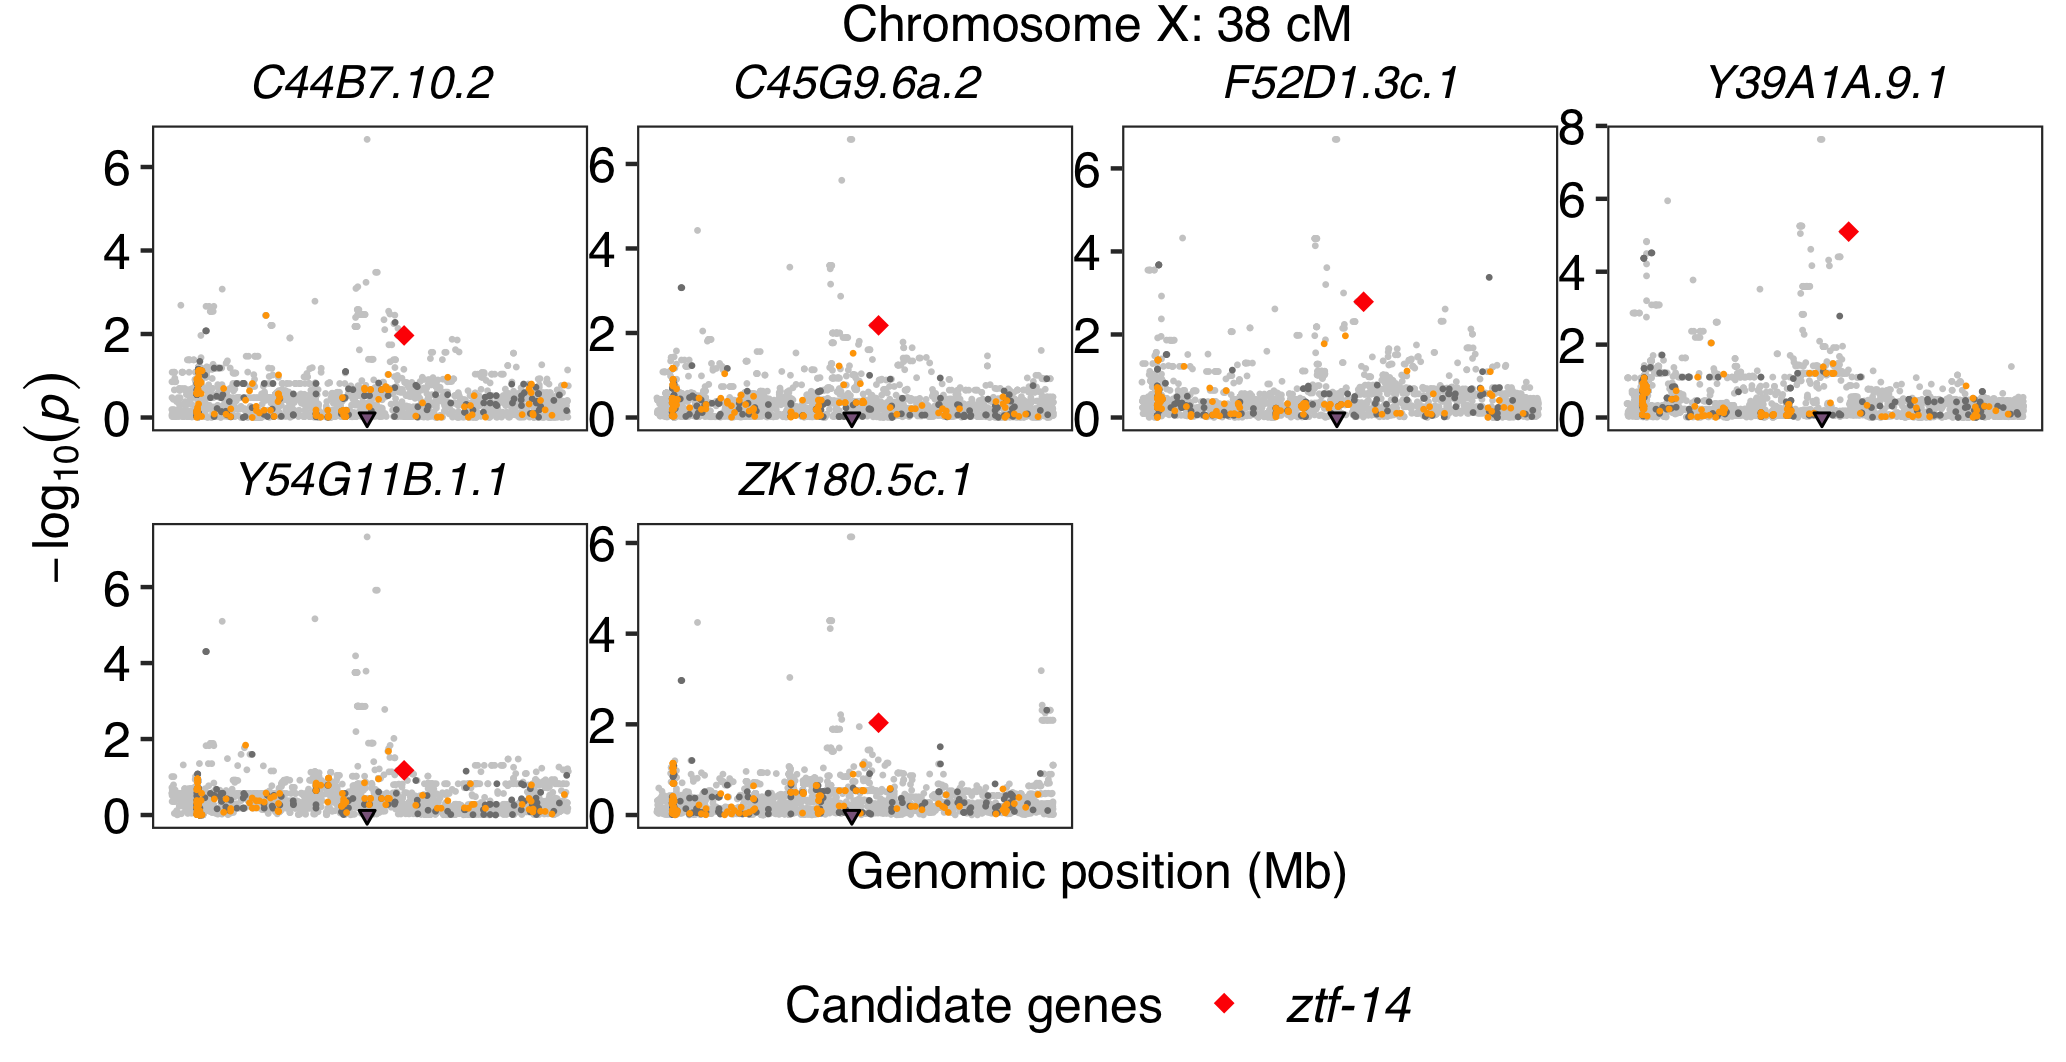 Chromosome X: 38 cM
C44B7.10.2 C45G9.6a.2 F52D1.3c.1 Y39A1A.9.1
6 4 2 0
6 4 2 0
6 4 2 0
8 6 4 2 0
−log10(p)
Y54G11B.1.1 ZK180.5c.1
6 4 2 0
6 4 2 0
Genomic position (Mb)
Candidate genes ztf-14